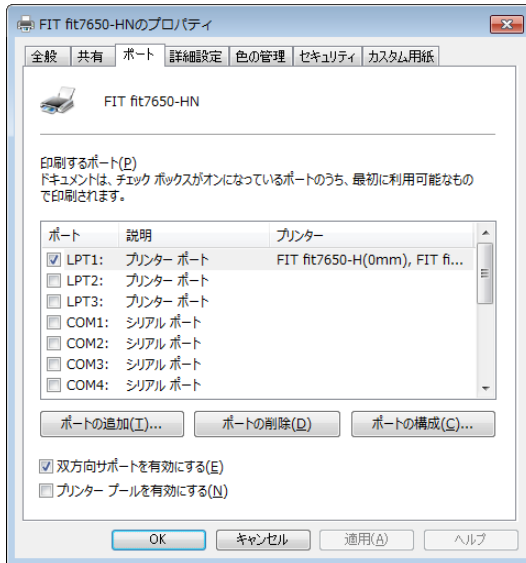 FIT fit7650-HNのプロパティ
全般 共有 ポート 詳細設定 色の管理 セキュリティ カスタム用紙
FIT fit7650-HN
印刷するポート(P)
ドキュメントは、チェック ボックスがオンになっているポートのうち、最初に利用可能なもの
で印刷されます。
ポート 説明 プリンター
LPT1: プリンター ポート FIT fit7650-H(0mm), FIT fi...
LPT2: プリンター ポート
LPT3: プリンター ポート
COM1: シリアル ポート
COM2: シリアル ポート
COM3: シリアル ポート
COM4: シリアル ポート
ポートの追加(T)... ポートの削除(D) ポートの構成(C)...
双方向サポートを有効にする(E)
プリンター プールを有効にする(N)
OK キャンセル 適用(A) ヘルプ